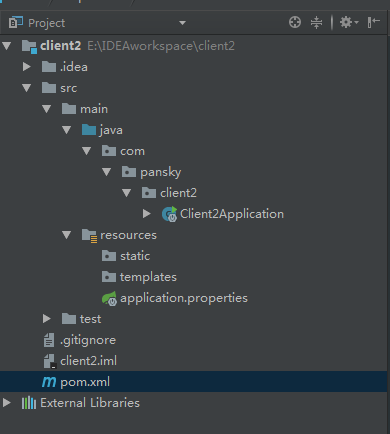 Project
client2 E:\IDEAworkspace\client2
.idea
src
main
java
com
pansky
client2
Client2Application
resources
static
templates
application.properties
test
.gitignore
client2.iml
pom.xml
External Libraries